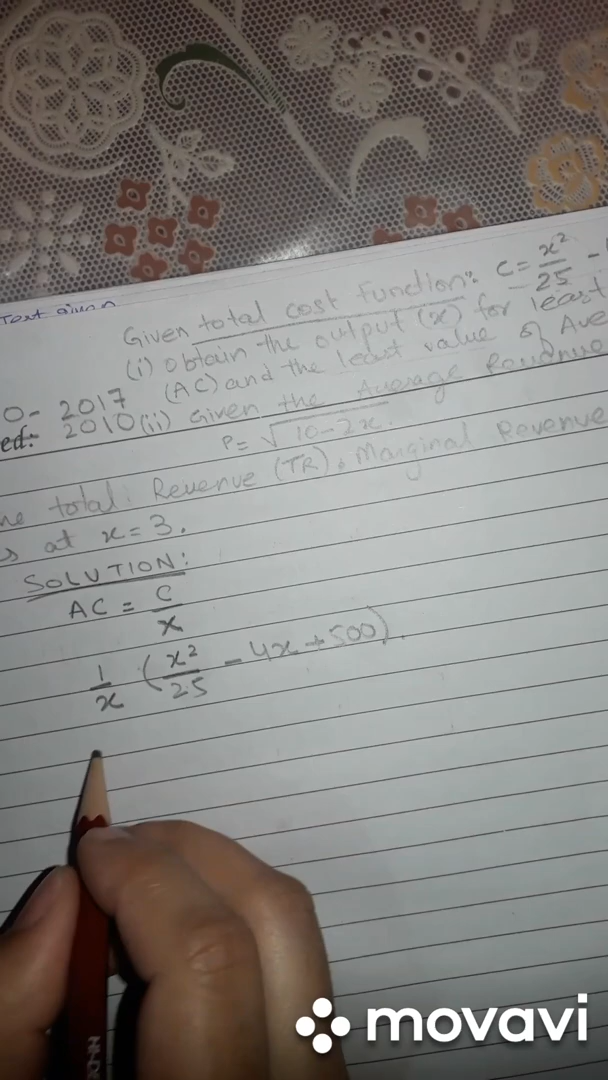 Text given
Given total cost Function: C = x²/25 -
(i) obtain the output (x) for least
(AC) and the least value of Ave
0- 2017
ed: 2010 (ii) Given the Average Revenue
P = √10-2x.
total Revenue (TR), Marginal Revenue
at x = 3.
SOLUTION:
AC = C/x
1/x (x²/25 - 4x + 500).
movavi